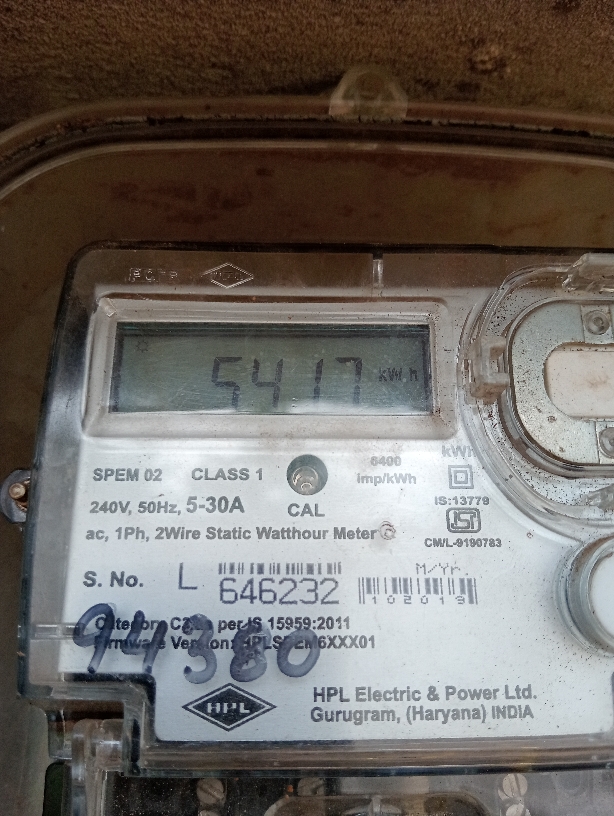 HPL
5417 kWh
SPEM 02 CLASS 1
6400 imp/kWh
kWh
240V, 50Hz, 5-30A
CAL
IS:13779
ISI
ac, 1Ph, 2Wire Static Watthour Meter
CM/L-9190783
M/Yr.
S. No. L 646232
102019
per IS 15959:2011
94380
HPL
HPL Electric & Power Ltd.
Gurugram, (Haryana) INDIA